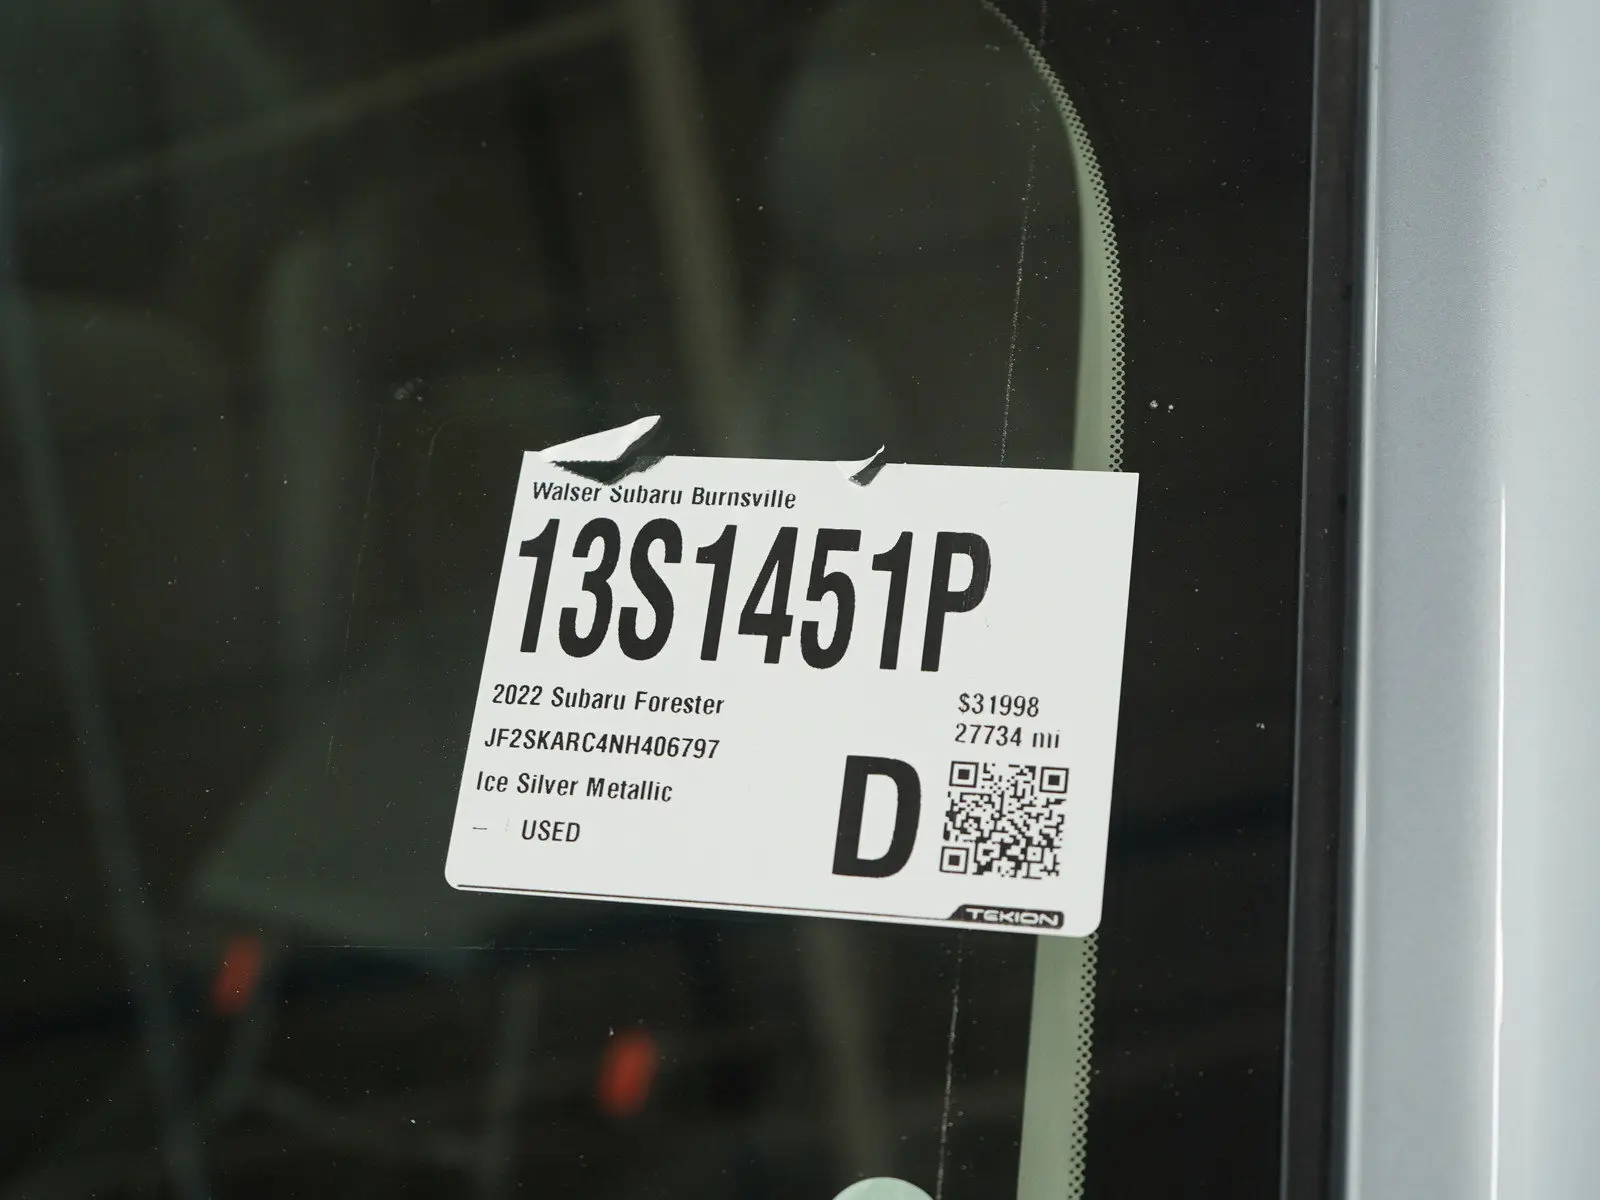 Walser Subaru Burnsville
13S1451P
2022 Subaru Forester
$31998
JF2SKARC4NH406797
27734 mi
Ice Silver Metallic
– USED
D
TEKION